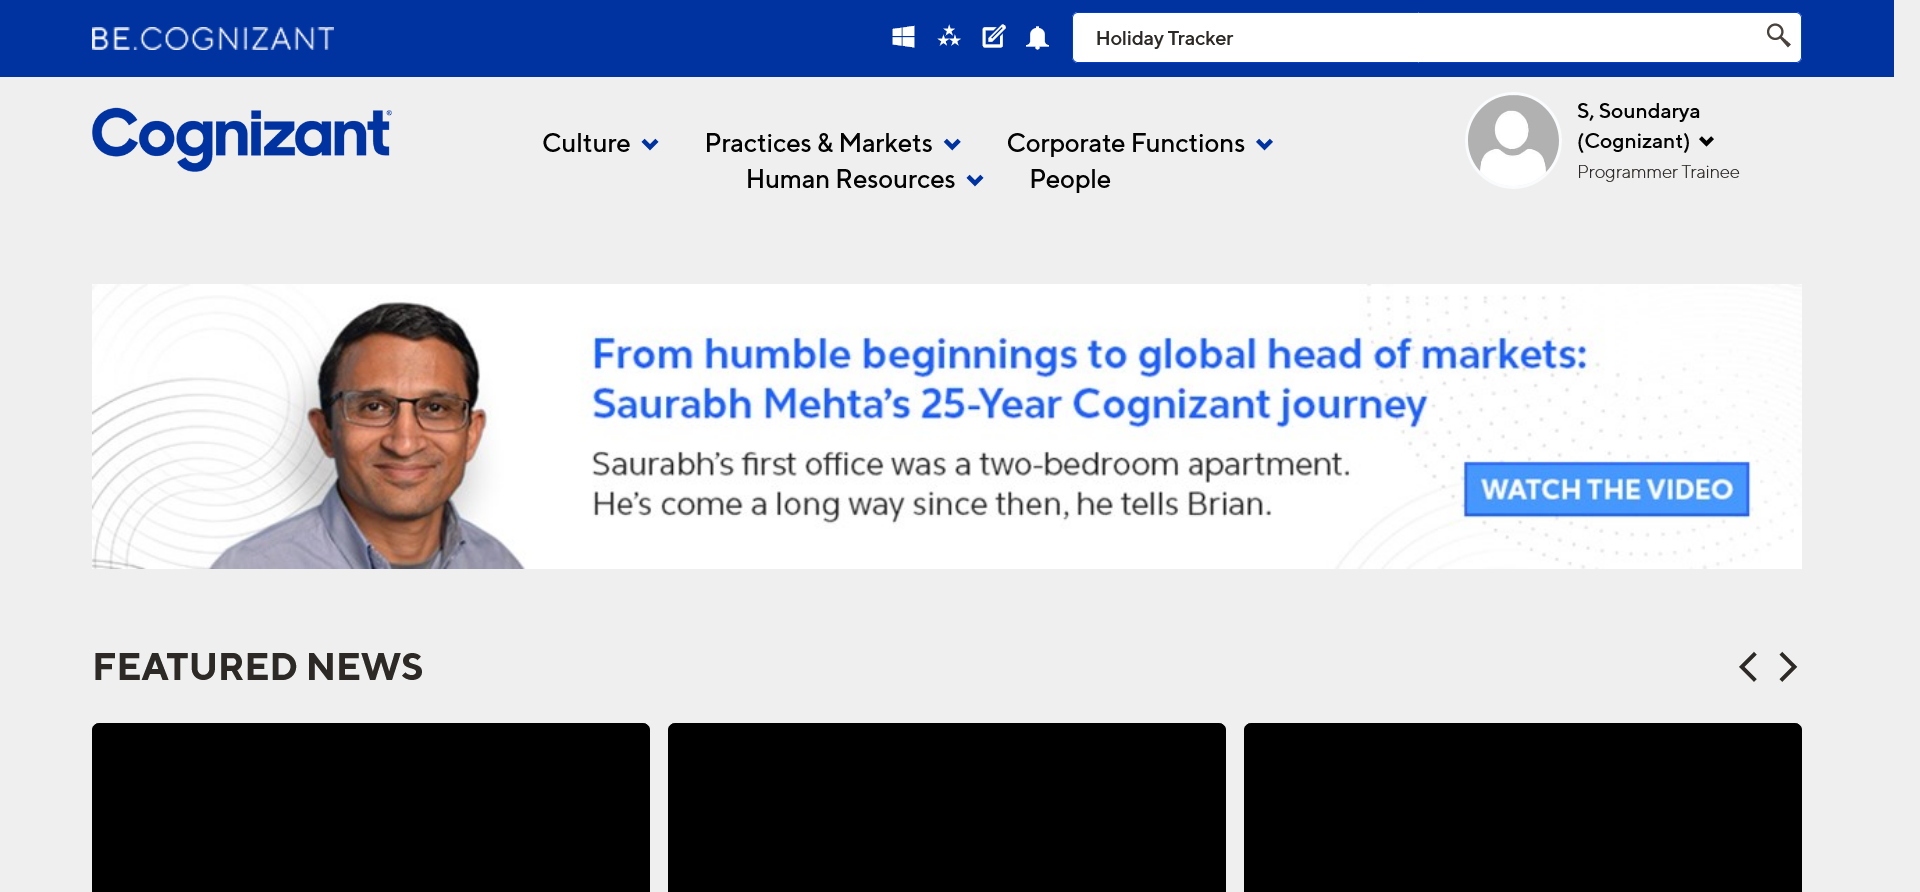 BE.COGNIZANT
Holiday Tracker
Cognizant®
Culture
Practices & Markets
Corporate Functions
Human Resources
People
S, Soundarya
(Cognizant)
Programmer Trainee
From humble beginnings to global head of markets:
Saurabh Mehta’s 25-Year Cognizant journey
Saurabh’s first office was a two-bedroom apartment.
He’s come a long way since then, he tells Brian.
WATCH THE VIDEO
FEATURED NEWS